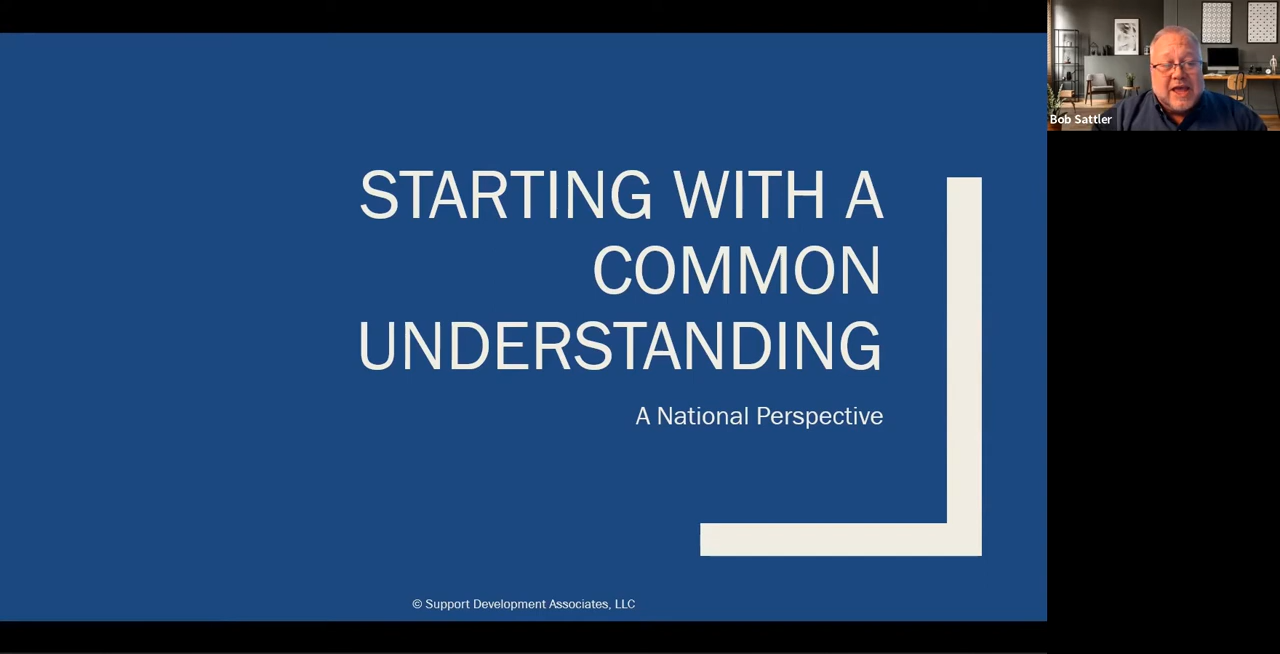 STARTING WITH A
COMMON
UNDERSTANDING
A National Perspective
© Support Development Associates, LLC
Bob Sattler